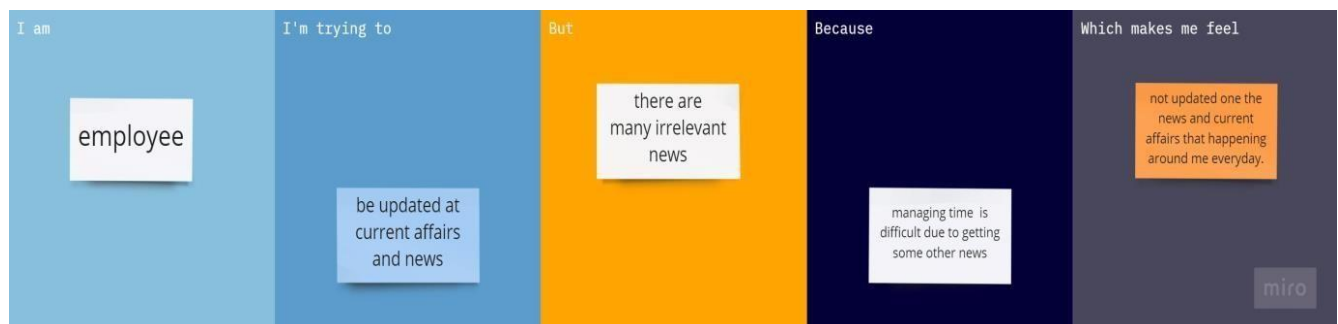 I am
employee
I'm trying to
be updated at
current affairs
and news
But
there are
many irrelevant
news
Because
managing time is
difficult due to getting
some other news
Which makes me feel
not updated one the
news and current
affairs that happening
around me everyday.
miro